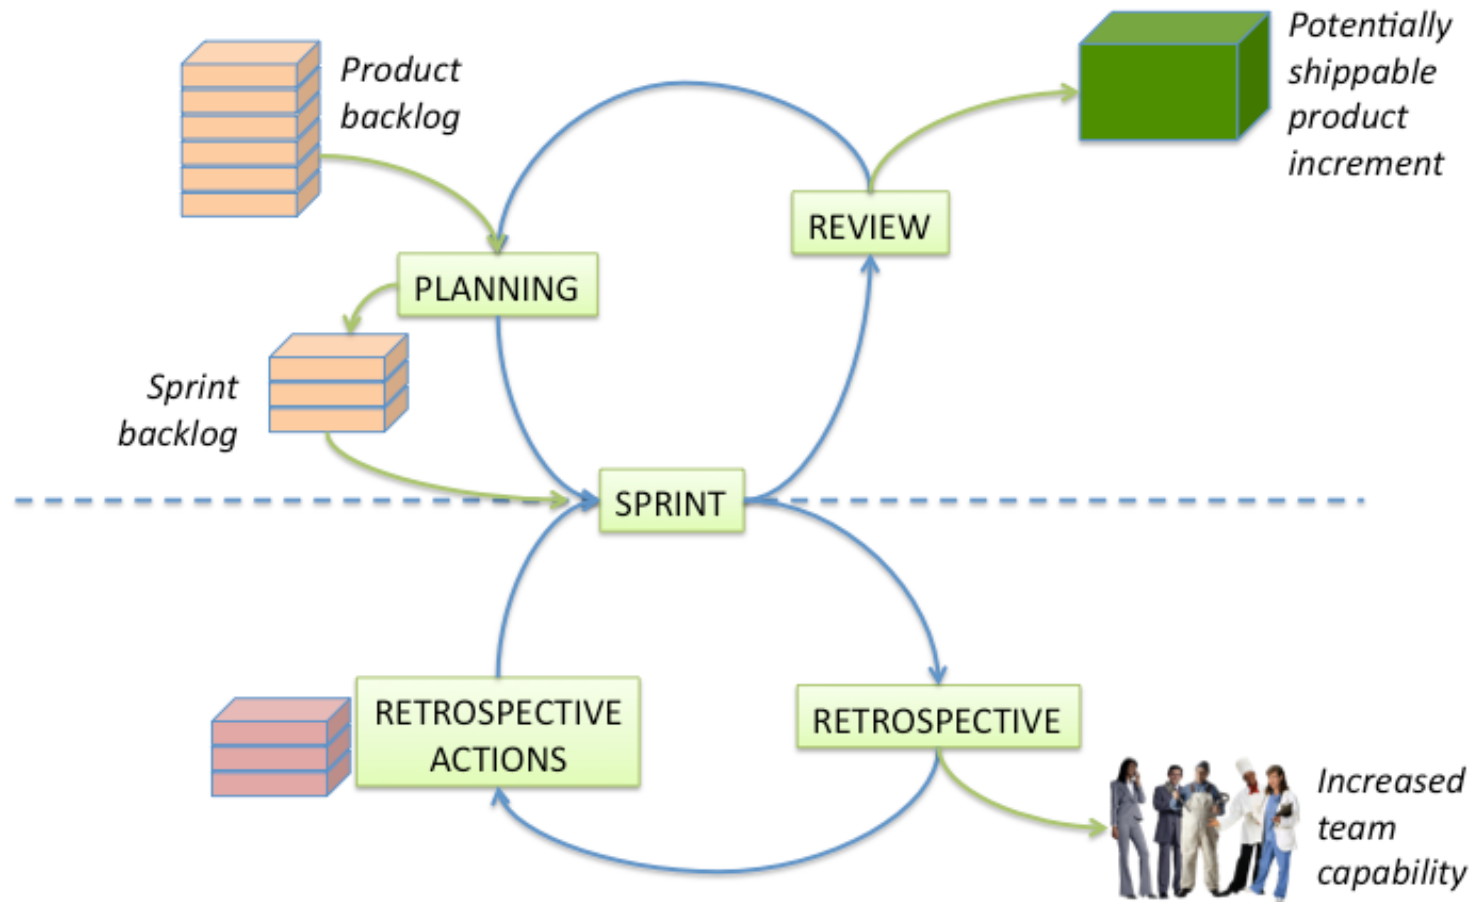 Product
backlog
Potentially
shippable
product
increment
REVIEW
PLANNING
Sprint
backlog
SPRINT
RETROSPECTIVE
ACTIONS
RETROSPECTIVE
Increased
team
capability